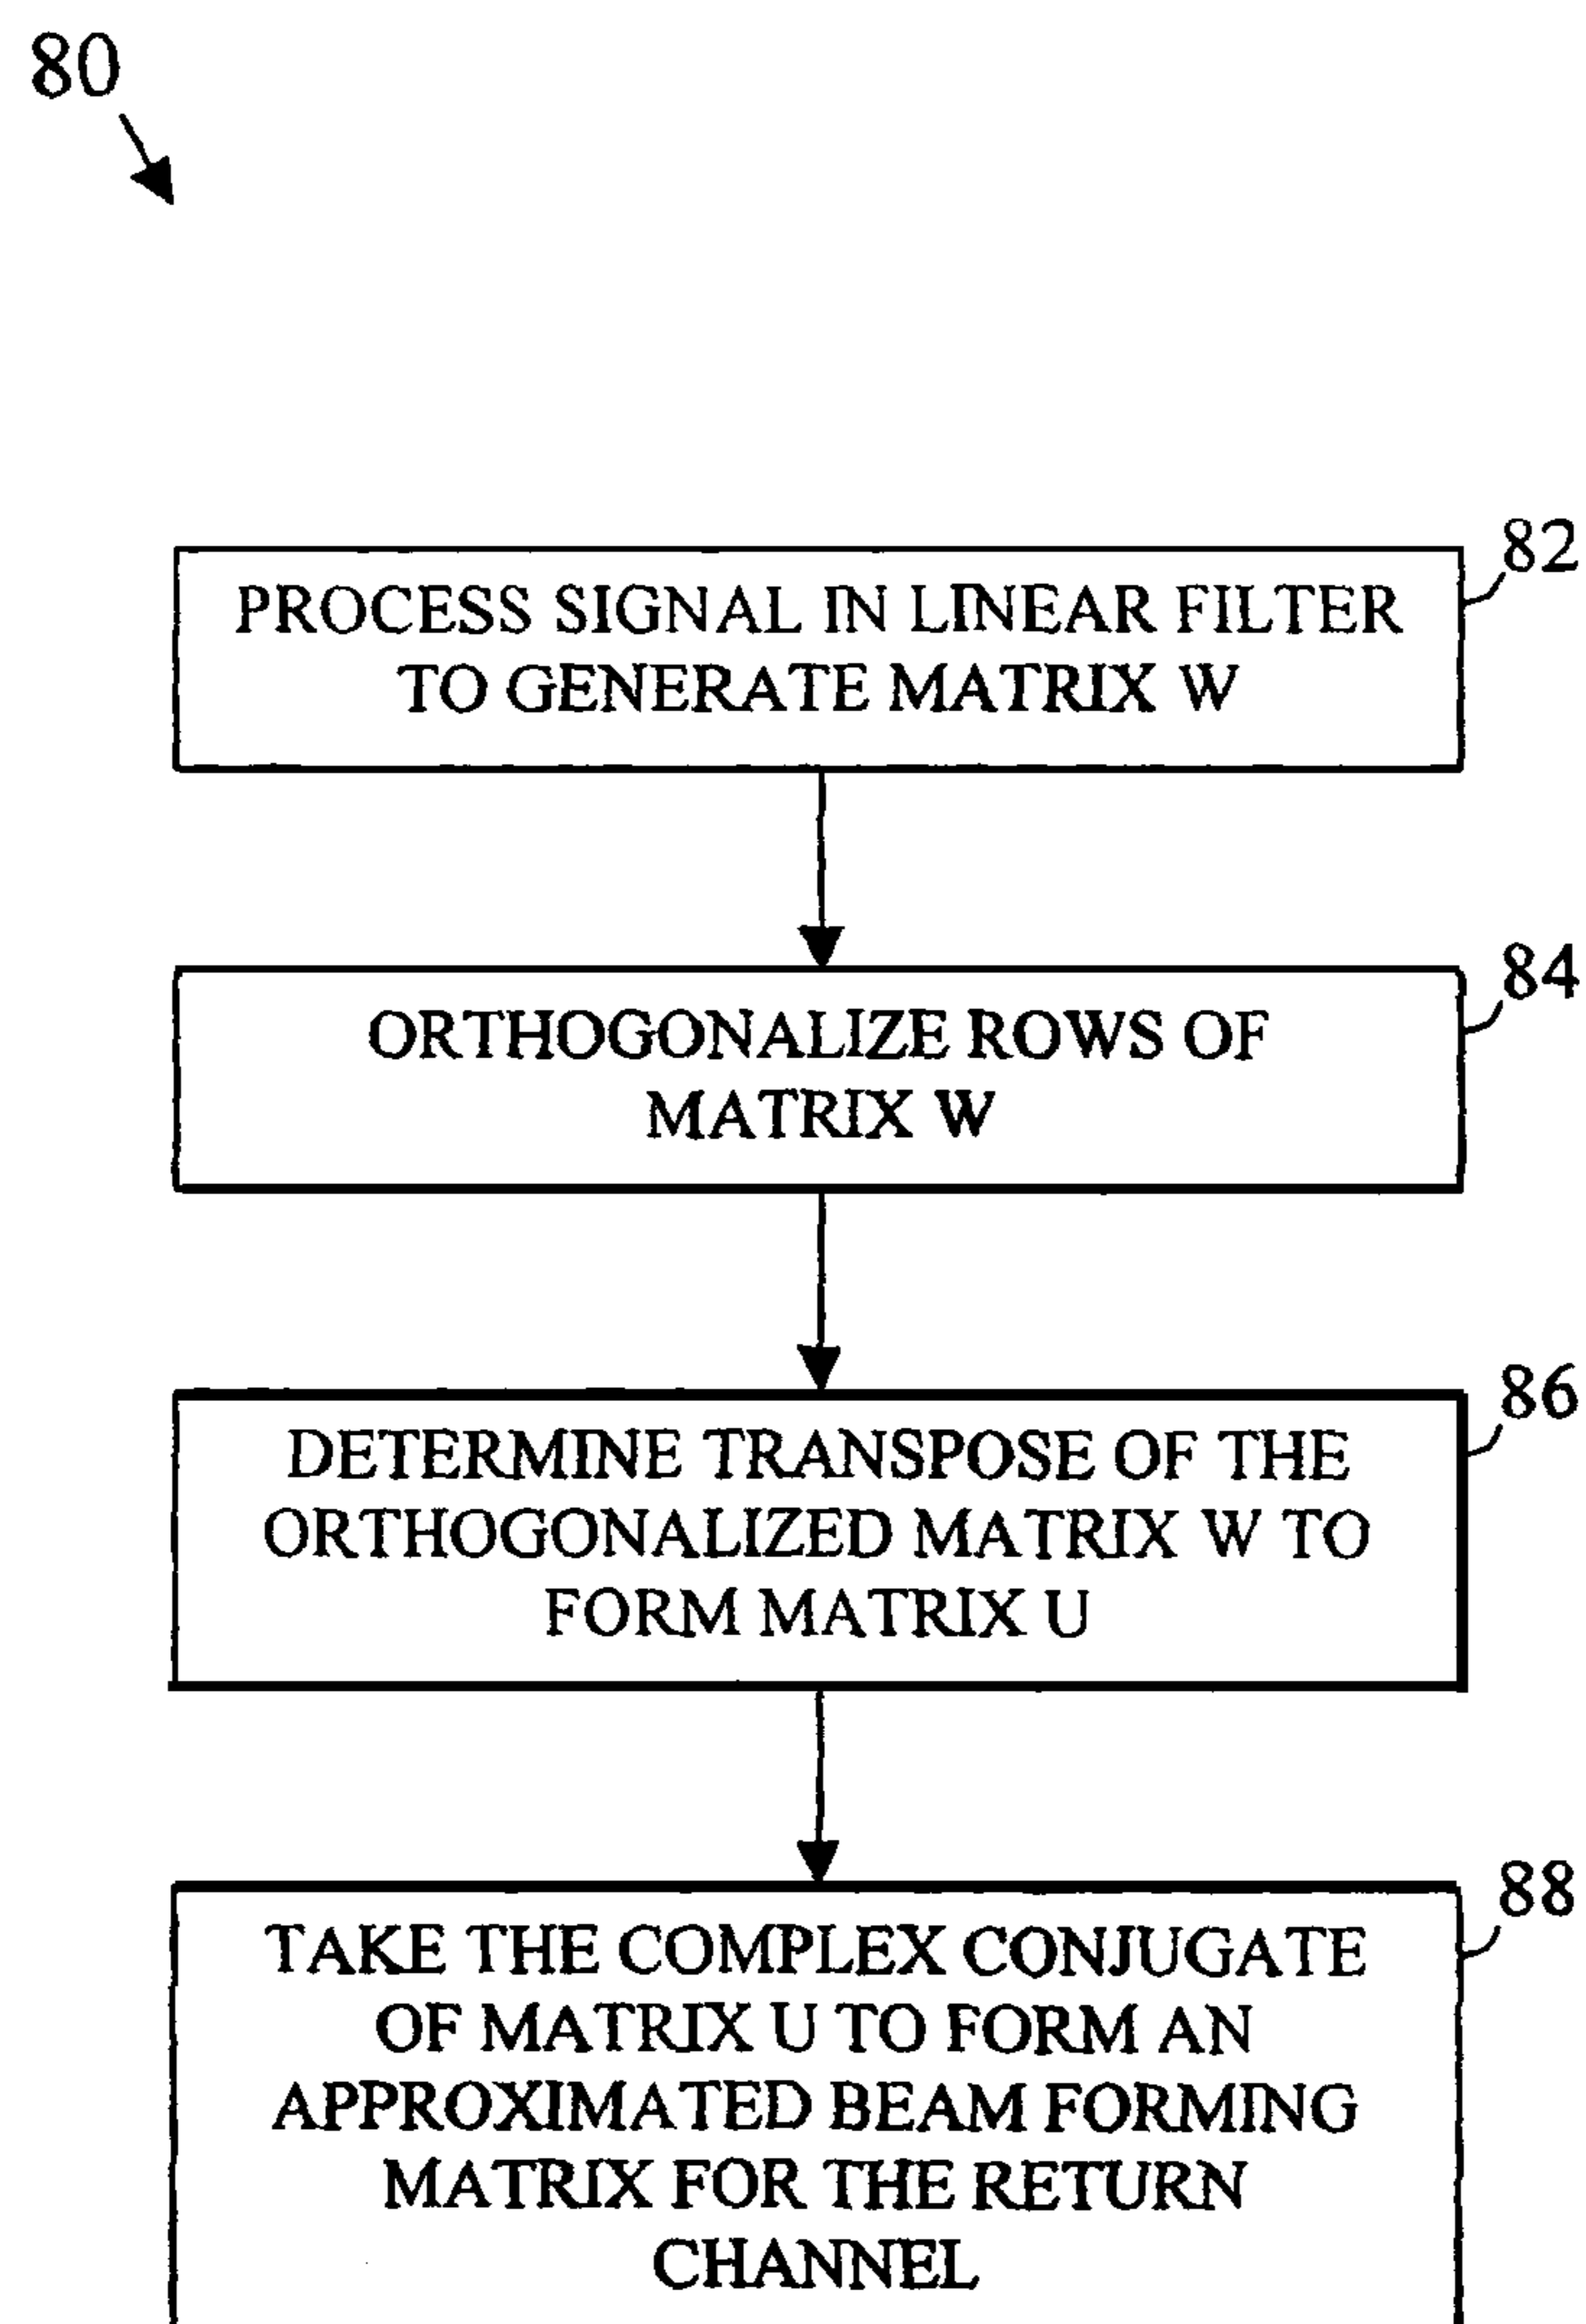 80
82
PROCESS SIGNAL IN LINEAR FILTER
TO GENERATE MATRIX W
84
ORTHOGONALIZE ROWS OF
MATRIX W
86
DETERMINE TRANSPOSE OF THE
ORTHOGONALIZED MATRIX W TO
FORM MATRIX U
88
TAKE THE COMPLEX CONJUGATE
OF MATRIX U TO FORM AN
APPROXIMATED BEAM FORMING
MATRIX FOR THE RETURN
CHANNEL